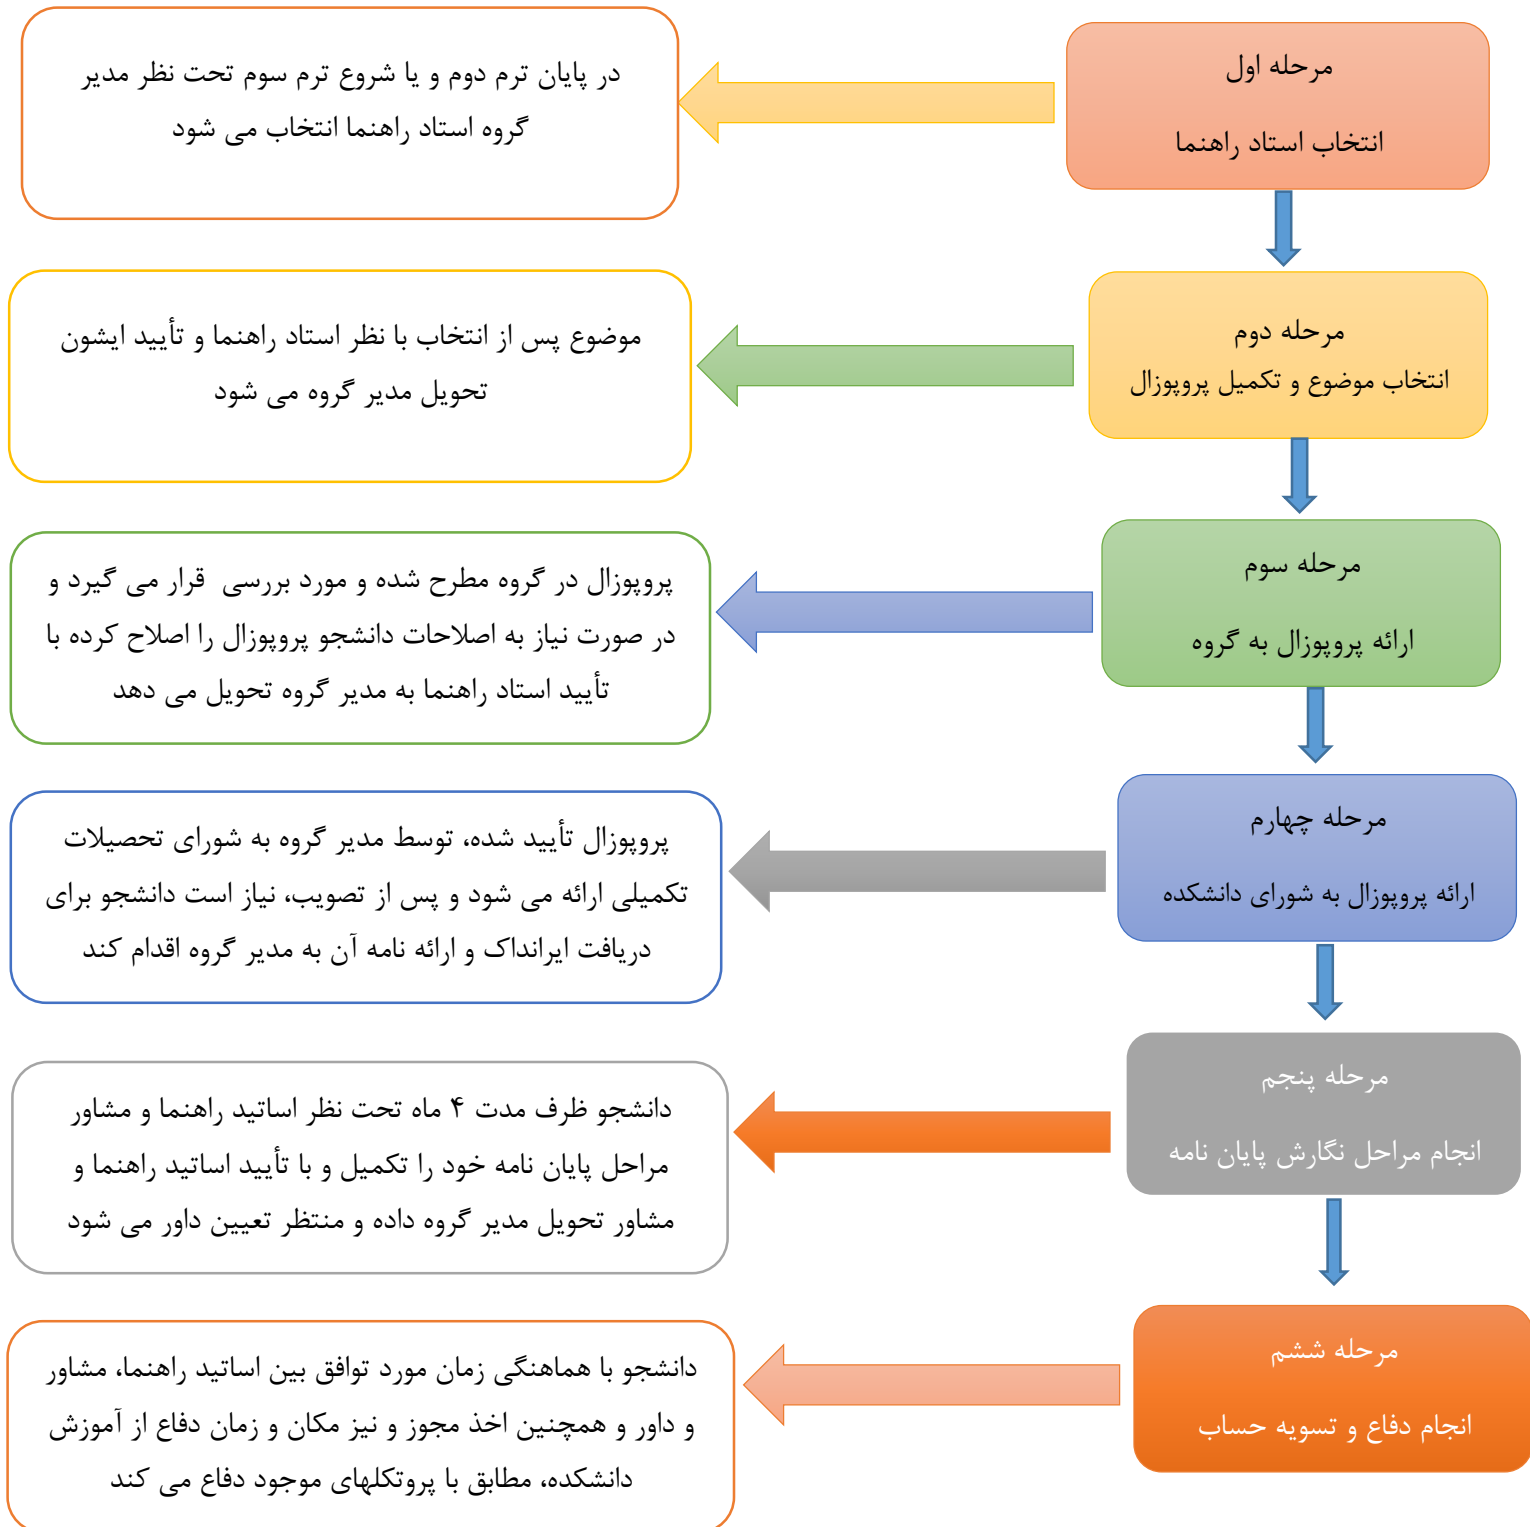 مرحله اول
انتخاب استاد راهنما
در پایان ترم دوم و یا شروع ترم سوم تحت نظر مدیر
گروه استاد راهنما انتخاب می شود
مرحله دوم
انتخاب موضوع و تکمیل پروپوزال
موضوع پس از انتخاب با نظر استاد راهنما و تأیید ایشون
تحویل مدیر گروه می شود
مرحله سوم
ارائه پروپوزال به گروه
پروپوزال در گروه مطرح شده و مورد بررسی قرار می گیرد و
در صورت نیاز به اصلاحات دانشجو پروپوزال را اصلاح کرده با
تأیید استاد راهنما به مدیر گروه تحویل می دهد
مرحله چهارم
ارائه پروپوزال به شورای دانشکده
پروپوزال تأیید شده، توسط مدیر گروه به شورای تحصیلات
تکمیلی ارائه می شود و پس از تصویب، نیاز است دانشجو برای
دریافت ایرانداک و ارائه نامه آن به مدیر گروه اقدام کند
مرحله پنجم
انجام مراحل نگارش پایان نامه
دانشجو ظرف مدت ۴ ماه تحت نظر اساتید راهنما و مشاور
مراحل پایان نامه خود را تکمیل و با تأیید اساتید راهنما و
مشاور تحویل مدیر گروه داده و منتظر تعیین داور می شود
مرحله ششم
انجام دفاع و تسویه حساب
دانشجو با هماهنگی زمان مورد توافق بین اساتید راهنما، مشاور
و داور و همچنین اخذ مجوز و نیز مکان و زمان دفاع از آموزش
دانشکده، مطابق با پروتکلهای موجود دفاع می کند